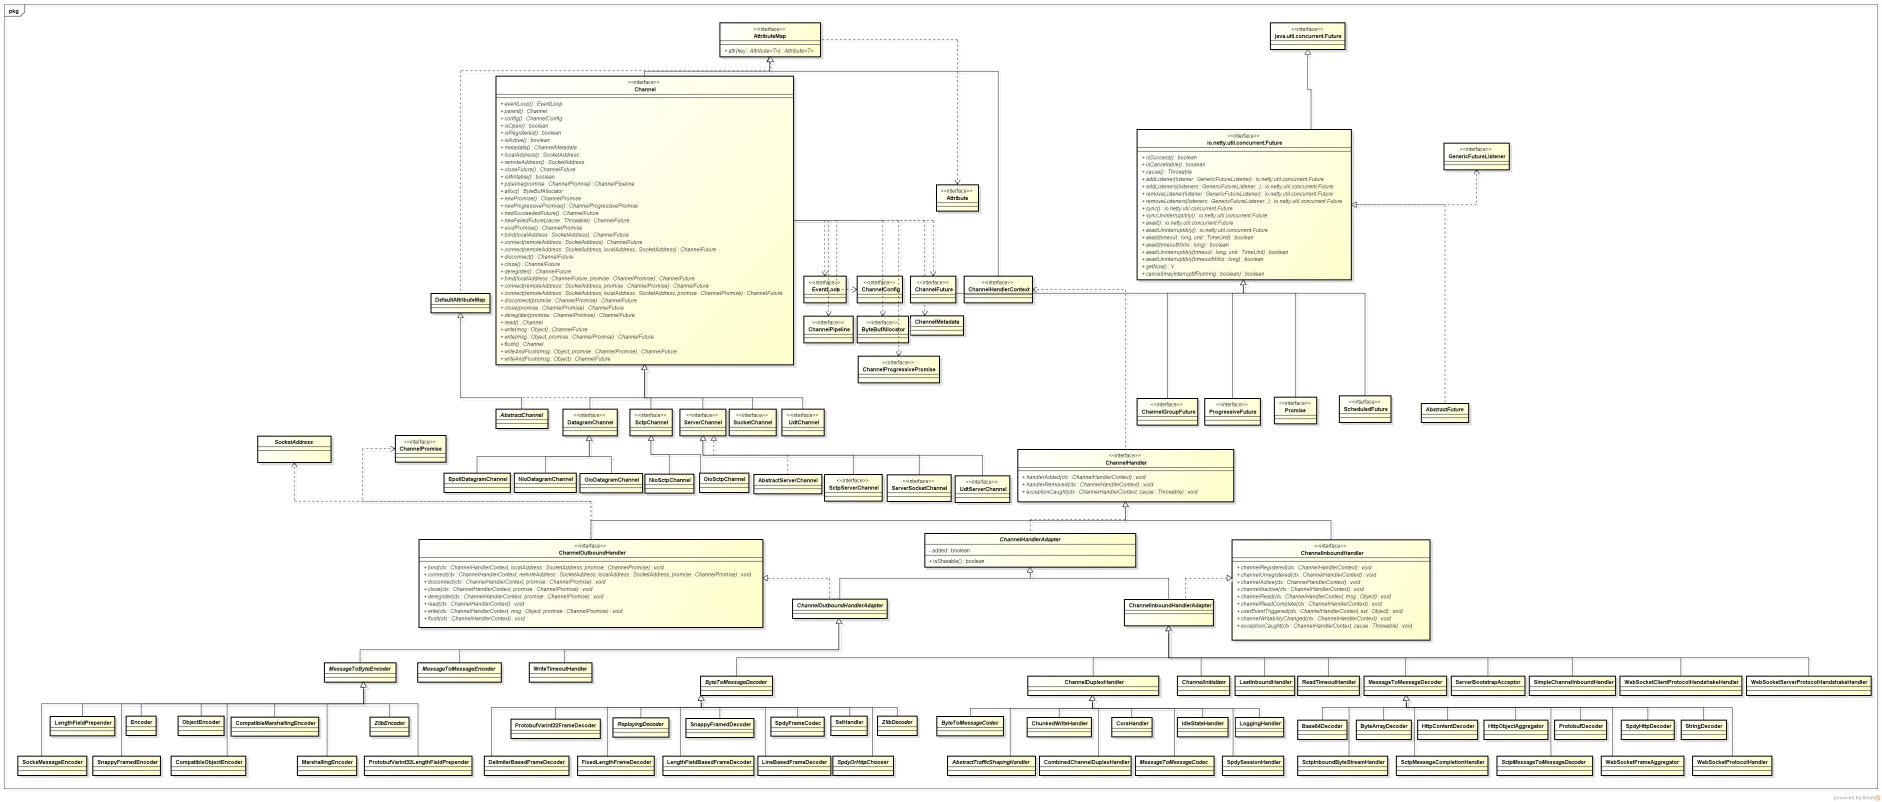 pkg
<<interface>>
AttributeMap
+ attr(key : Attribute<T>) : Attribute<T>
<<interface>>
java.util.concurrent.Future
<<interface>>
Channel
+ eventLoop() : EventLoop
+ parent() : Channel
+ config() : ChannelConfig
+ isOpen() : boolean
+ isRegistered() : boolean
+ isActive() : boolean
+ metadata() : ChannelMetadata
+ localAddress() : SocketAddress
+ remoteAddress() : SocketAddress
+ closeFuture() : ChannelFuture
+ isWritable() : boolean
+ pipeline(promise : ChannelPromise) : ChannelPipeline
+ alloc() : ByteBufAllocator
+ newPromise() : ChannelPromise
+ newProgressivePromise() : ChannelProgressivePromise
+ newSucceededFuture() : ChannelFuture
+ newFailedFuture(cause : Throwable) : ChannelFuture
+ voidPromise() : ChannelPromise
+ bind(localAddress : SocketAddress) : ChannelFuture
+ connect(remoteAddress : SocketAddress) : ChannelFuture
+ connect(remoteAddress : SocketAddress, localAddress : SocketAddress) : ChannelFuture
+ disconnect() : ChannelFuture
+ close() : ChannelFuture
+ deregister() : ChannelFuture
+ bind(localAddress : ChannelFuture, promise : ChannelPromise) : ChannelFuture
+ connect(remoteAddress : SocketAddress, promise : ChannelPromise) : ChannelFuture
+ connect(remoteAddress : SocketAddress, localAddress : SocketAddress, promise : ChannelPromise) : ChannelFuture
+ disconnect(promise : ChannelPromise) : ChannelFuture
+ close(promise : ChannelPromise) : ChannelFuture
+ deregister(promise : ChannelPromise) : ChannelFuture
+ read() : Channel
+ write(msg : Object) : ChannelFuture
+ write(msg : Object, promise : ChannelPromise) : ChannelFuture
+ flush() : Channel
+ writeAndFlush(msg : Object, promise : ChannelPromise) : ChannelFuture
+ writeAndFlush(msg : Object) : ChannelFuture
<<interface>>
io.netty.util.concurrent.Future
+ isSuccess() : boolean
+ isCancellable() : boolean
+ cause() : Throwable
+ addListener(listener : GenericFutureListener) : io.netty.util.concurrent.Future
+ addListeners(listeners : GenericFutureListener...) : io.netty.util.concurrent.Future
+ removeListener(listener : GenericFutureListener) : io.netty.util.concurrent.Future
+ removeListeners(listeners : GenericFutureListener...) : io.netty.util.concurrent.Future
+ sync() : io.netty.util.concurrent.Future
+ syncUninterruptibly() : io.netty.util.concurrent.Future
+ await() : io.netty.util.concurrent.Future
+ awaitUninterruptibly() : io.netty.util.concurrent.Future
+ await(timeout : long, unit : TimeUnit) : boolean
+ await(timeoutMillis : long) : boolean
+ awaitUninterruptibly(timeout : long, unit : TimeUnit) : boolean
+ awaitUninterruptibly(timeoutMillis : long) : boolean
+ getNow() : V
+ cancel(mayInterruptIfRunning : boolean) : boolean
<<interface>>
GenericFutureListener
<<interface>>
Attribute
DefaultAttributeMap
<<interface>>
EventLoop
<<interface>>
ChannelConfig
<<interface>>
ChannelFuture
<<interface>>
ChannelHandlerContext
<<interface>>
ChannelPipeline
<<interface>>
ByteBufAllocator
ChannelMetadata
<<interface>>
ChannelProgressivePromise
<<interface>>
ChannelGroupFuture
<<interface>>
ProgressiveFuture
<<interface>>
Promise
<<interface>>
ScheduledFuture
AbstractFuture
AbstractChannel
<<interface>>
DatagramChannel
<<interface>>
SctpChannel
<<interface>>
ServerChannel
<<interface>>
SocketChannel
<<interface>>
UdtChannel
SocketAddress
<<interface>>
ChannelPromise
EpollDatagramChannel
NioDatagramChannel
OioDatagramChannel
NioSctpChannel
OioSctpChannel
AbstractServerChannel
<<interface>>
SctpServerChannel
<<interface>>
ServerSocketChannel
<<interface>>
UdtServerChannel
<<interface>>
ChannelHandler
+ handlerAdded(ctx : ChannelHandlerContext) : void
+ handlerRemoved(ctx : ChannelHandlerContext) : void
+ exceptionCaught(ctx : ChannelHandlerContext, cause : Throwable) : void
<<interface>>
ChannelOutboundHandler
+ bind(ctx : ChannelHandlerContext, localAddress : SocketAddress, promise : ChannelPromise) : void
+ connect(ctx : ChannelHandlerContext, remoteAddress : SocketAddress, localAddress : SocketAddress, promise : ChannelPromise) : void
+ disconnect(ctx : ChannelHandlerContext, promise : ChannelPromise) : void
+ close(ctx : ChannelHandlerContext, promise : ChannelPromise) : void
+ deregister(ctx : ChannelHandlerContext, promise : ChannelPromise) : void
+ read(ctx : ChannelHandlerContext) : void
+ write(ctx : ChannelHandlerContext, msg : Object, promise : ChannelPromise) : void
+ flush(ctx : ChannelHandlerContext) : void
ChannelHandlerAdapter
- added : boolean
+ isSharable() : boolean
<<interface>>
ChannelInboundHandler
+ channelRegistered(ctx : ChannelHandlerContext) : void
+ channelUnregistered(ctx : ChannelHandlerContext) : void
+ channelActive(ctx : ChannelHandlerContext) : void
+ channelInactive(ctx : ChannelHandlerContext) : void
+ channelRead(ctx : ChannelHandlerContext, msg : Object) : void
+ channelReadComplete(ctx : ChannelHandlerContext) : void
+ userEventTriggered(ctx : ChannelHandlerContext, evt : Object) : void
+ channelWritabilityChanged(ctx : ChannelHandlerContext) : void
+ exceptionCaught(ctx : ChannelHandlerContext, cause : Throwable) : void
ChannelOutboundHandlerAdapter
ChannelInboundHandlerAdapter
MessageToByteEncoder
MessageToMessageEncoder
WriteTimeoutHandler
ByteToMessageDecoder
ChannelDuplexHandler
ChannelInitializer
LastInboundHandler
ReadTimeoutHandler
MessageToMessageDecoder
ServerBootstrapAcceptor
SimpleChannelInboundHandler
WebSocketClientProtocolHandshakeHandler
WebSocketServerProtocolHandshakeHandler
LengthFieldPrepender
Encoder
ObjectEncoder
CompatibleMarshallingEncoder
ZlibEncoder
ProtobufVarint32FrameDecoder
ReplayingDecoder
SnappyFramedDecoder
SpdyFrameCodec
SslHandler
ZlibDecoder
ByteToMessageCodec
ChunkedWriteHandler
CorsHandler
IdleStateHandler
LoggingHandler
Base64Decoder
ByteArrayDecoder
HttpContentDecoder
HttpObjectAggregator
ProtobufDecoder
SpdyHttpDecoder
StringDecoder
SocksMessageEncoder
SnappyFramedEncoder
CompatibleObjectEncoder
MarshallingEncoder
ProtobufVarint32LengthFieldPrepender
DelimiterBasedFrameDecoder
FixedLengthFrameDecoder
LengthFieldBasedFrameDecoder
LineBasedFrameDecoder
SpdyOrHttpChooser
AbstractTrafficShapingHandler
CombinedChannelDuplexHandler
MessageToMessageCodec
SpdySessionHandler
SctpInboundByteStreamHandler
SctpMessageCompletionHandler
SctpMessageToMessageDecoder
WebSocketFrameAggregator
WebSocketProtocolHandler
powered by Astah